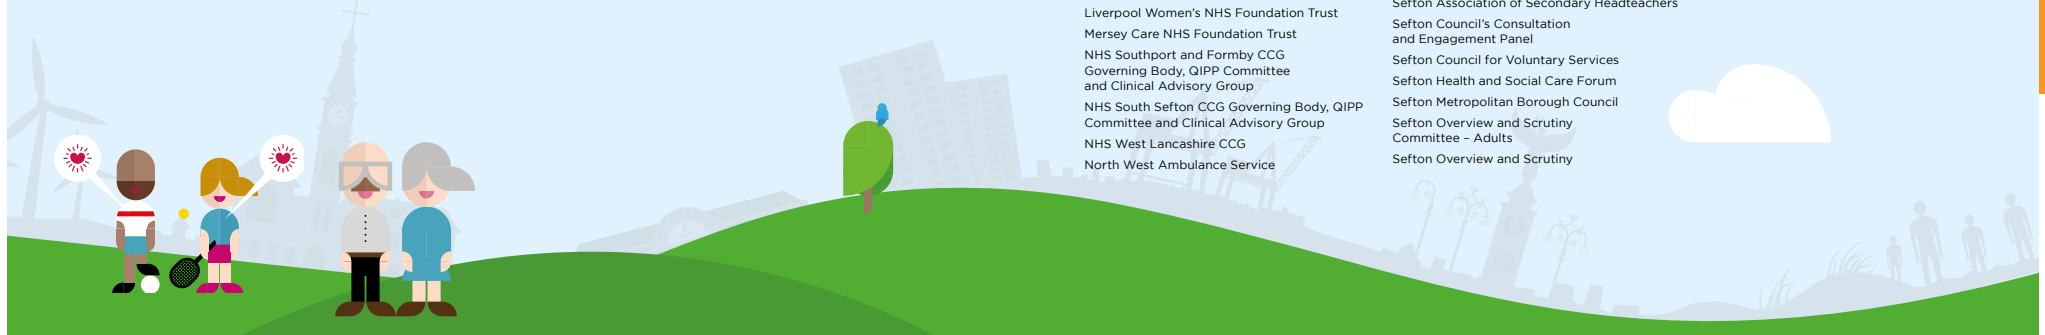 Liverpool Women's NHS Foundation Trust
Mersey Care NHS Foundation Trust
NHS Southport and Formby CCG
Governing Body, QIPP Committee
and Clinical Advisory Group
NHS South Sefton CCG Governing Body, QIPP
Committee and Clinical Advisory Group
NHS West Lancashire CCG
North West Ambulance Service
Sefton Association of Secondary Headteachers
Sefton Council's Consultation
and Engagement Panel
Sefton Council for Voluntary Services
Sefton Health and Social Care Forum
Sefton Metropolitan Borough Council
Sefton Overview and Scrutiny
Committee – Adults
Sefton Overview and Scrutiny